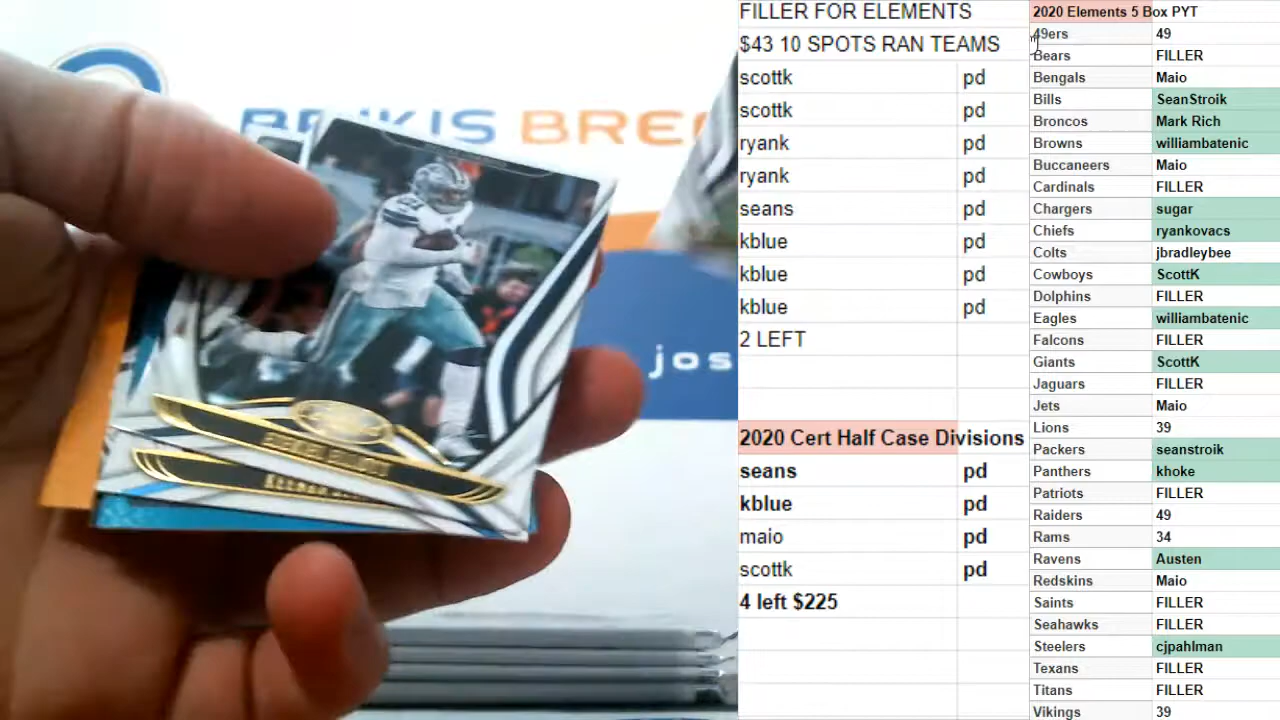 BRE
jos
FILLER FOR ELEMENTS
$43 10 SPOTS RAN TEAMS
scottk pd
scottk pd
ryank pd
ryank pd
seans pd
kblue pd
kblue pd
kblue pd
2 LEFT
2020 Cert Half Case Divisions
seans pd
kblue pd
maio pd
scottk pd
4 left $225
2020 Elements 5 Box PYT
49ers 49
Bears FILLER
Bengals Maio
Bills SeanStroik
Broncos Mark Rich
Browns williambatenic
Buccaneers Maio
Cardinals FILLER
Chargers sugar
Chiefs ryankovacs
Colts jbradleybee
Cowboys ScottK
Dolphins FILLER
Eagles williambatenic
Falcons FILLER
Giants ScottK
Jaguars FILLER
Jets Maio
Lions 39
Packers seanstroik
Panthers khoke
Patriots FILLER
Raiders 49
Rams 34
Ravens Austen
Redskins Maio
Saints FILLER
Seahawks FILLER
Steelers cjpahlman
Texans FILLER
Titans FILLER
Vikings 39